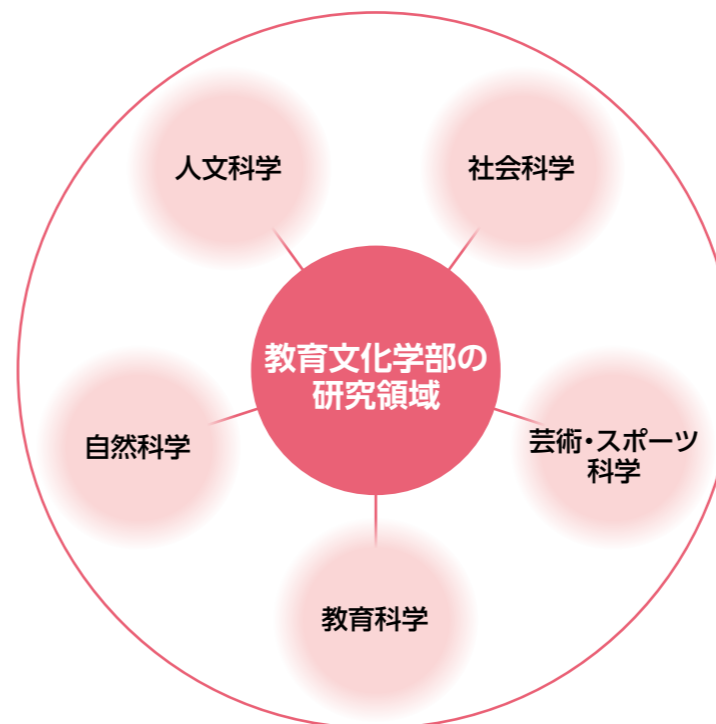 人文科学
社会科学
教育文化学部の
研究領域
自然科学
芸術・スポーツ
科学
教育科学